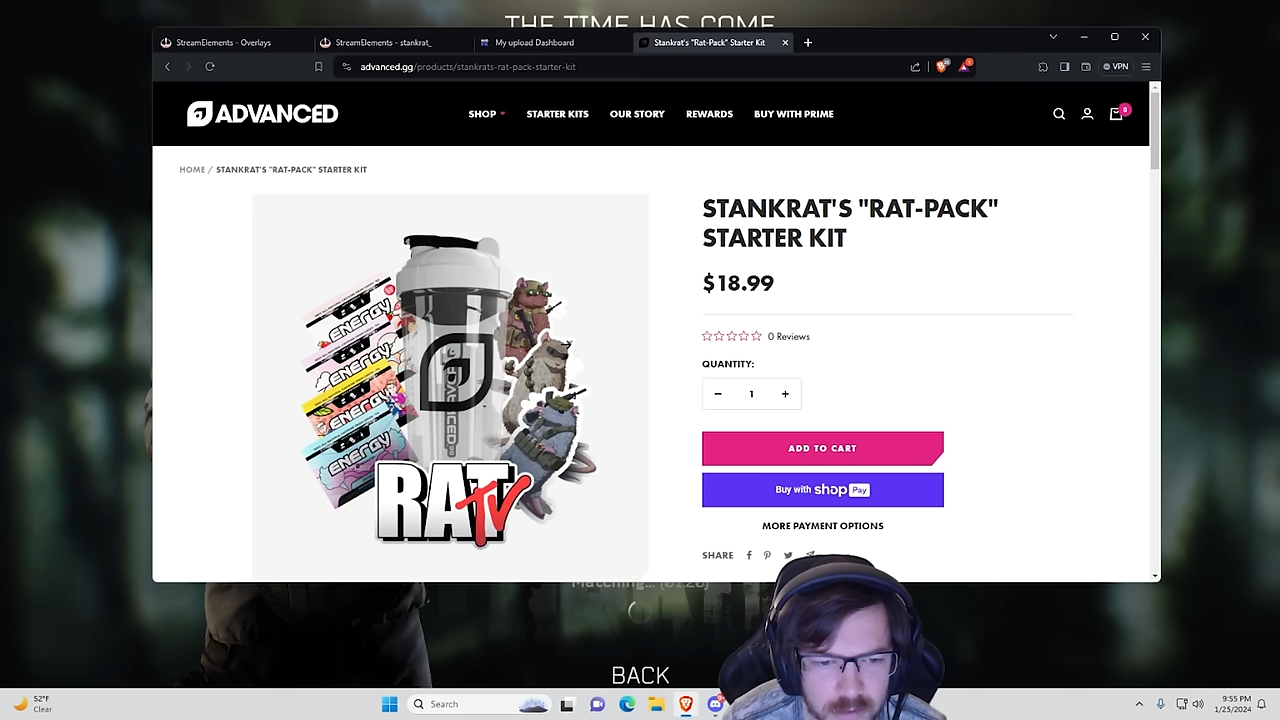 THE TIME HAS COME
StreamElements - Overlays
StreamElements - stankrat_
My upload Dashboard
Stankrat's "Rat-Pack" Starter Kit
advanced.gg/products/stankrats-rat-pack-starter-kit
VPN
ADVANCED
SHOP
STARTER KITS
OUR STORY
REWARDS
BUY WITH PRIME
0
HOME / STANKRAT'S "RAT-PACK" STARTER KIT
STANKRAT'S "RAT-PACK"
STARTER KIT
$18.99
0 Reviews
QUANTITY:
− 1 +
ADD TO CART
Buy with shop Pay
MORE PAYMENT OPTIONS
SHARE
ENERGY
ENERGY
ENERGY
ENERGY
ADVANCED
RAT TV
Matching...
BACK
52°F
Clear
Search
9:55 PM
1/25/2024